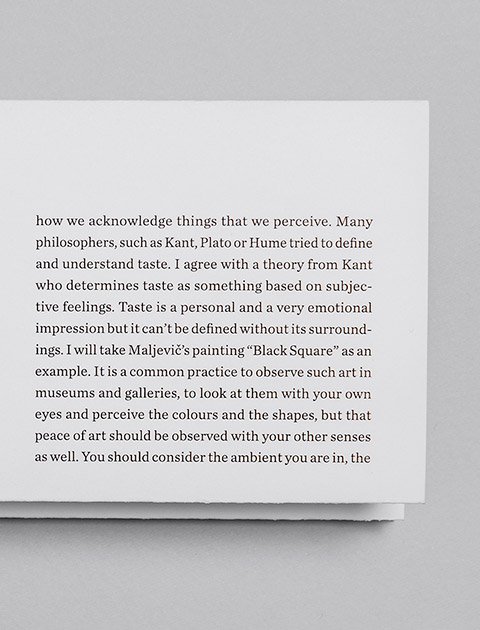 how we acknowledge things that we perceive. Many
philosophers, such as Kant, Plato or Hume tried to define
and understand taste. I agree with a theory from Kant
who determines taste as something based on subjec-
tive feelings. Taste is a personal and a very emotional
impression but it can’t be defined without its surround-
ings. I will take Maljevič’s painting “Black Square” as an
example. It is a common practice to observe such art in
museums and galleries, to look at them with your own
eyes and perceive the colours and the shapes, but that
peace of art should be observed with your other senses
as well. You should consider the ambient you are in, the